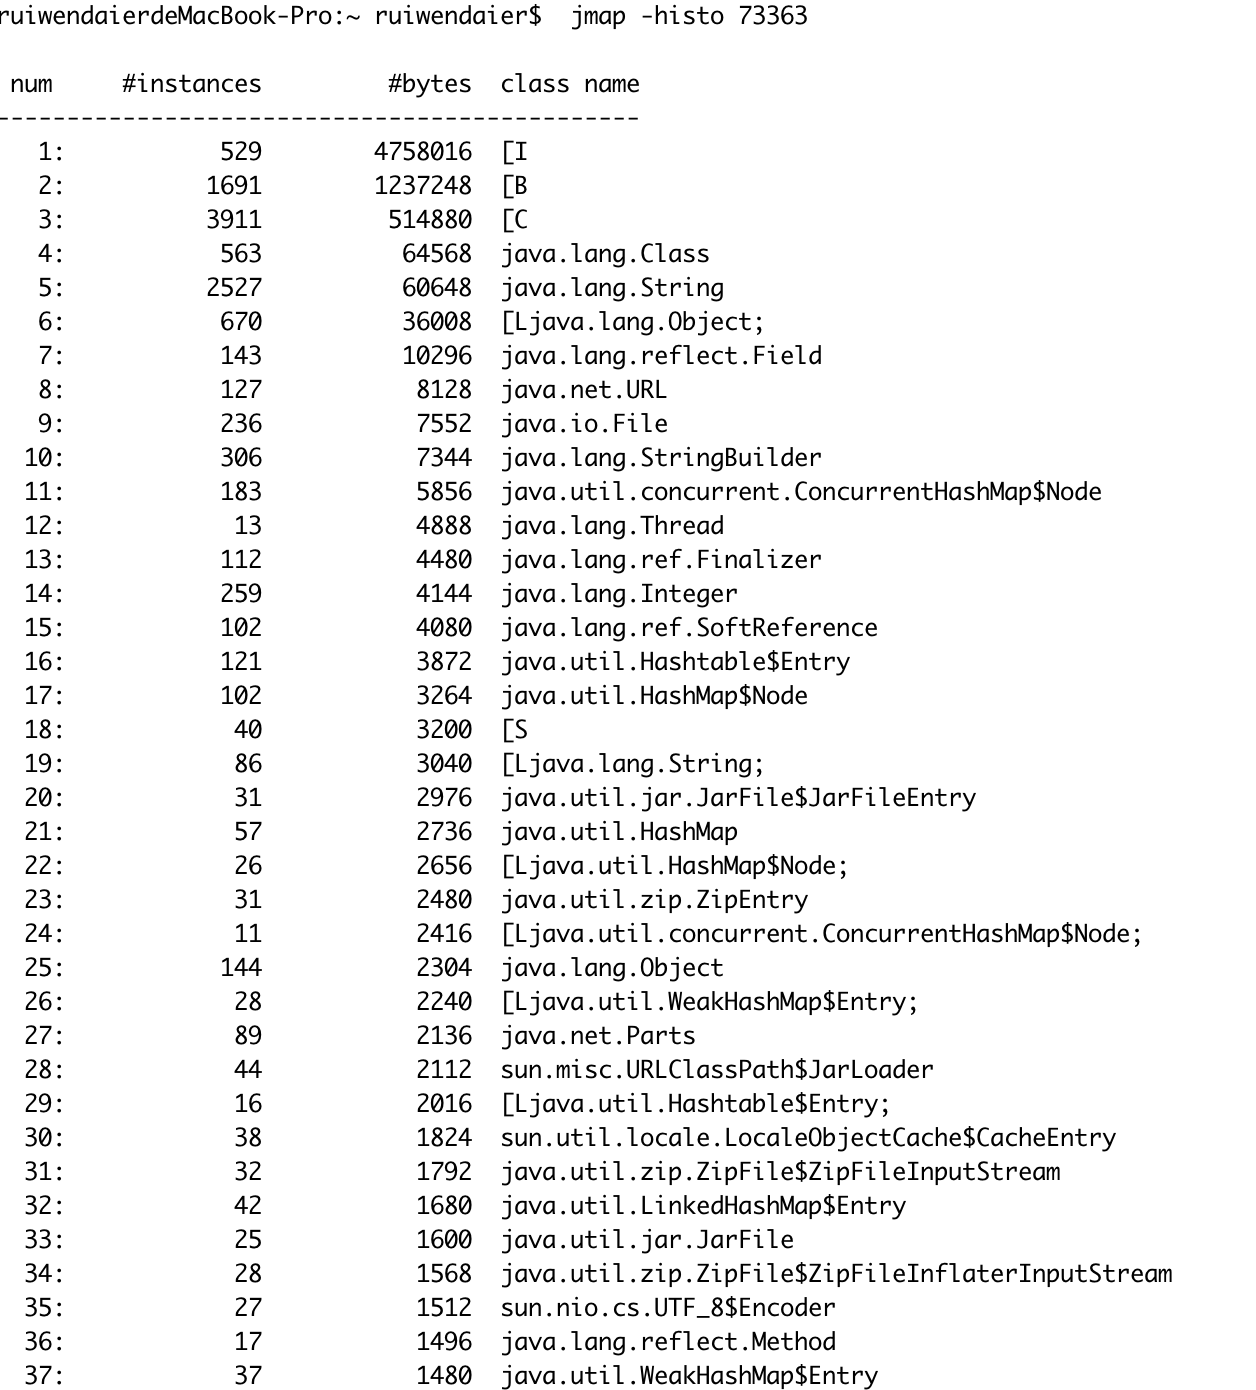 ruiwendaierdeMacBook-Pro:~ ruiwendaier$  jmap -histo 73363
 num     #instances         #bytes  class name
----------------------------------------------
   1:           529        4758016  [I
   2:          1691        1237248  [B
   3:          3911         514880  [C
   4:           563          64568  java.lang.Class
   5:          2527          60648  java.lang.String
   6:           670          36008  [Ljava.lang.Object;
   7:           143          10296  java.lang.reflect.Field
   8:           127           8128  java.net.URL
   9:           236           7552  java.io.File
  10:           306           7344  java.lang.StringBuilder
  11:           183           5856  java.util.concurrent.ConcurrentHashMap$Node
  12:            13           4888  java.lang.Thread
  13:           112           4480  java.lang.ref.Finalizer
  14:           259           4144  java.lang.Integer
  15:           102           4080  java.lang.ref.SoftReference
  16:           121           3872  java.util.Hashtable$Entry
  17:           102           3264  java.util.HashMap$Node
  18:            40           3200  [S
  19:            86           3040  [Ljava.lang.String;
  20:            31           2976  java.util.jar.JarFile$JarFileEntry
  21:            57           2736  java.util.HashMap
  22:            26           2656  [Ljava.util.HashMap$Node;
  23:            31           2480  java.util.zip.ZipEntry
  24:            11           2416  [Ljava.util.concurrent.ConcurrentHashMap$Node;
  25:           144           2304  java.lang.Object
  26:            28           2240  [Ljava.util.WeakHashMap$Entry;
  27:            89           2136  java.net.Parts
  28:            44           2112  sun.misc.URLClassPath$JarLoader
  29:            16           2016  [Ljava.util.Hashtable$Entry;
  30:            38           1824  sun.util.locale.LocaleObjectCache$CacheEntry
  31:            32           1792  java.util.zip.ZipFile$ZipFileInputStream
  32:            42           1680  java.util.LinkedHashMap$Entry
  33:            25           1600  java.util.jar.JarFile
  34:            28           1568  java.util.zip.ZipFile$ZipFileInflaterInputStream
  35:            27           1512  sun.nio.cs.UTF_8$Encoder
  36:            17           1496  java.lang.reflect.Method
  37:            37           1480  java.util.WeakHashMap$Entry